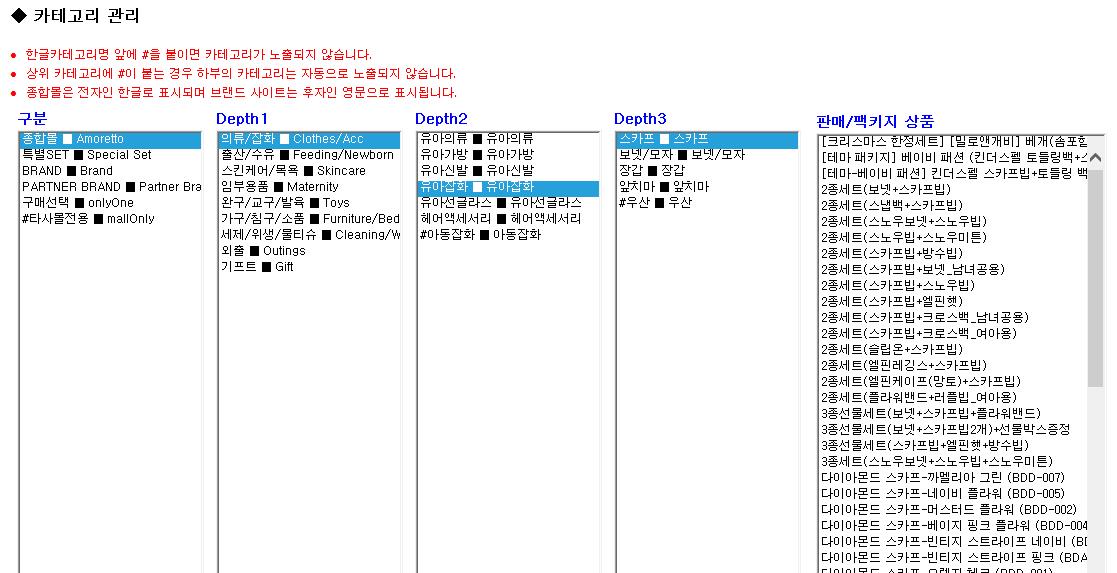 ◆ 카테고리 관리
● 한글카테고리명 앞에 #을 붙이면 카테고리가 노출되지 않습니다.
● 상위 카테고리에 #이 붙는 경우 하부의 카테고리는 자동으로 노출되지 않습니다.
● 종합몰은 전자인 한글로 표시되며 브랜드 사이트는 후자인 영문으로 표시됩니다.
구분
종합몰 ■ Amoretto
특별SET ■ Special Set
BRAND ■ Brand
PARTNER BRAND ■ Partner Bra
구매선택 ■ onlyOne
#타사몰전용 ■ mallOnly
Depth1
의류/잡화 ■ Clothes/Acc
출산/수유 ■ Feeding/Newborn
스킨케어/목욕 ■ Skincare
임부용품 ■ Maternity
완구/교구/발육 ■ Toys
가구/침구/소품 ■ Furniture/Bed
세제/위생/물티슈 ■ Cleaning/W
외출 ■ Outings
기프트 ■ Gift
Depth2
유아의류 ■ 유아의류
유아가방 ■ 유아가방
유아신발 ■ 유아신발
유아잡화 ■ 유아잡화
유아선글라스 ■ 유아선글라스
헤어액세서리 ■ 헤어액세서리
#아동잡화 ■ 아동잡화
Depth3
스카프 ■ 스카프
보넷/모자 ■ 보넷/모자
장갑 ■ 장갑
앞치마 ■ 앞치마
#우산 ■ 우산
판매/팩키지 상품
[크리스마스 한정세트] [밀로앤개비] 베개(솜포함
[테마 패키지] 베이비 패션 (킨더스펠 토들링백+스
[테마-베이비 패션] 킨더스펠 스카프빕+토들링 백
2종세트(보넷+스카프빕)
2종세트(스냅백+스카프빕)
2종세트(스노우보넷+스노우빕)
2종세트(스노우빕+스노우미튼)
2종세트(스카프빕+방수빕)
2종세트(스카프빕+보넷_남녀공용)
2종세트(스카프빕+스노우빕)
2종세트(스카프빕+엘핀햇)
2종세트(스카프빕+크로스백_남녀공용)
2종세트(스카프빕+크로스백_여아용)
2종세트(슬립온+스카프빕)
2종세트(엘핀레깅스+스카프빕)
2종세트(엘핀케이프(망토)+스카프빕)
2종세트(플라워밴드+러플빕_여아용)
3종선물세트(보넷+스카프빕+플라워밴드)
3종선물세트(보넷+스카프빕2개)+선물박스증정
3종선물세트(스카프빕+엘핀햇+방수빕)
3종세트(스노우보넷+스노우빕+스노우미튼)
다이아몬드 스카프-까멜리아 그린 (BDD-007)
다이아몬드 스카프-네이비 플라워 (BDD-005)
다이아몬드 스카프-머스터드 플라워 (BDD-002)
다이아몬드 스카프-베이지 핑크 플라워 (BDD-004
다이아몬드 스카프-빈티지 스트라이프 네이비 (BD
다이아몬드 스카프-빈티지 스트라이프 핑크 (BDA